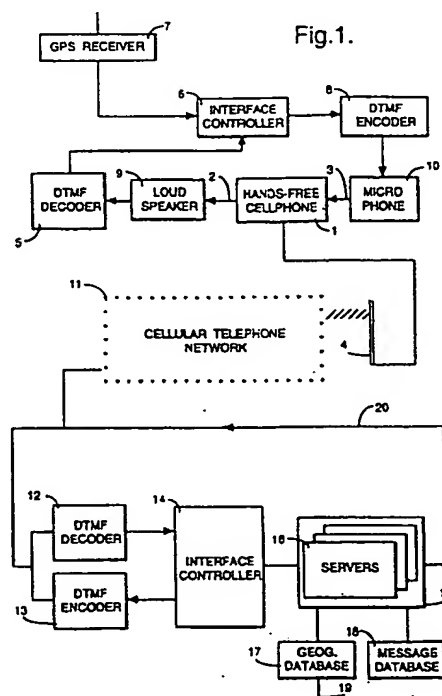 Fig.1.
7
GPS RECEIVER
6
INTERFACE
CONTROLLER
8
DTMF
ENCODER
DTMF
DECODER
5
9
LOUD
SPEAKER
2
HANDS-FREE
CELLPHONE
1
3
MICRO
PHONE
10
11
CELLULAR TELEPHONE
NETWORK
4
20
12
DTMF
DECODER
14
INTERFACE
CONTROLLER
DTMF
ENCODER
13
16
SERVERS
17
GEOG.
DATABASE
18
MESSAGE DATABASE
19